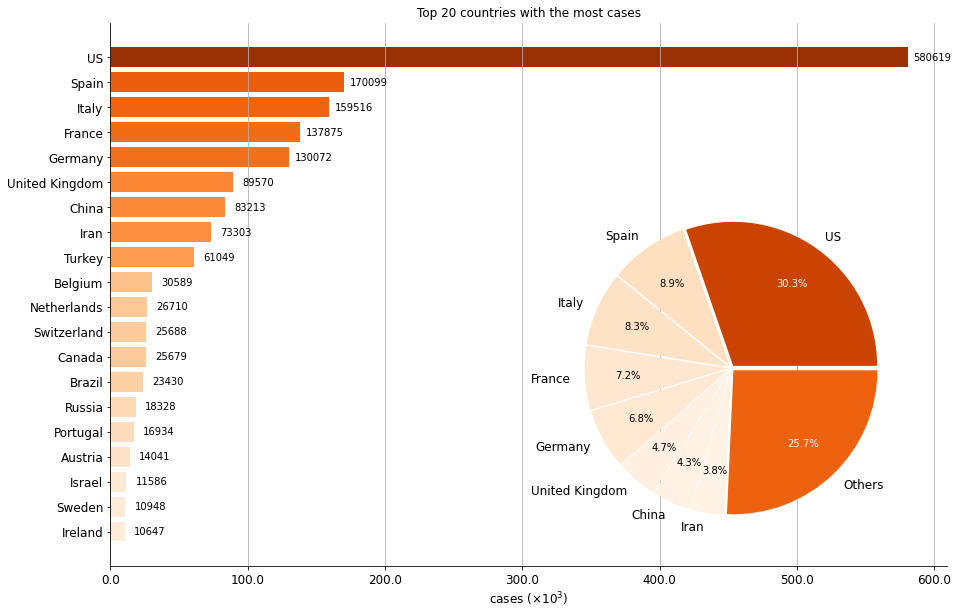 Top 20 countries with the most cases
US 580619
Spain 170099
Italy 159516
France 137875
Germany 130072
United Kingdom 89570
China 83213
Iran 73303
Turkey 61049
Belgium 30589
Netherlands 26710
Switzerland 25688
Canada 25679
Brazil 23430
Russia 18328
Portugal 16934
Austria 14041
Israel 11586
Sweden 10948
Ireland 10647
US 30.3%
Spain 8.9%
Italy 8.3%
France 7.2%
Germany 6.8%
United Kingdom 4.7%
China 4.3%
Iran 3.8%
Others 25.7%
0.0 100.0 200.0 300.0 400.0 500.0 600.0
cases (×10³)